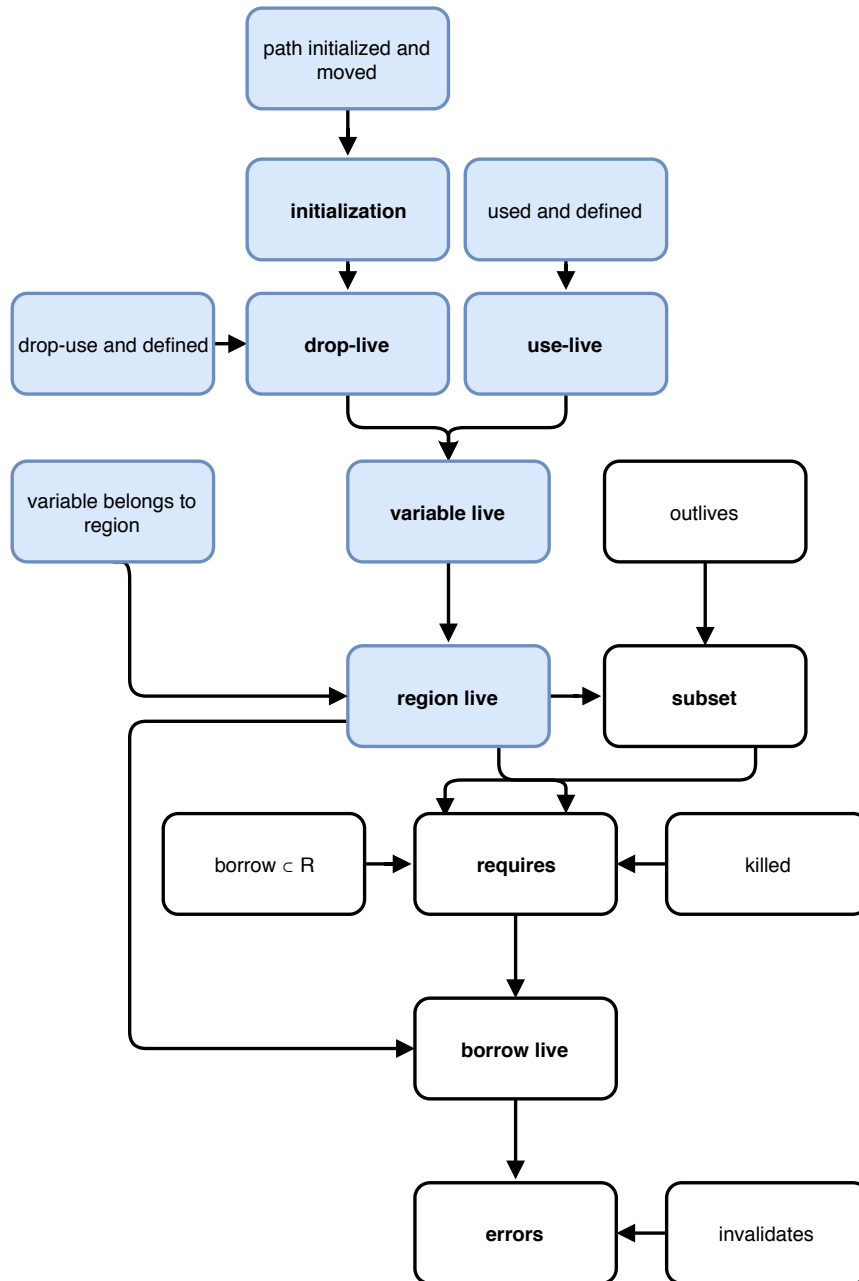 path initialized and
moved
initialization
used and defined
drop-use and defined
drop-live
use-live
variable belongs to
region
variable live
outlives
region live
subset
borrow ⊂ R
requires
killed
borrow live
errors
invalidates